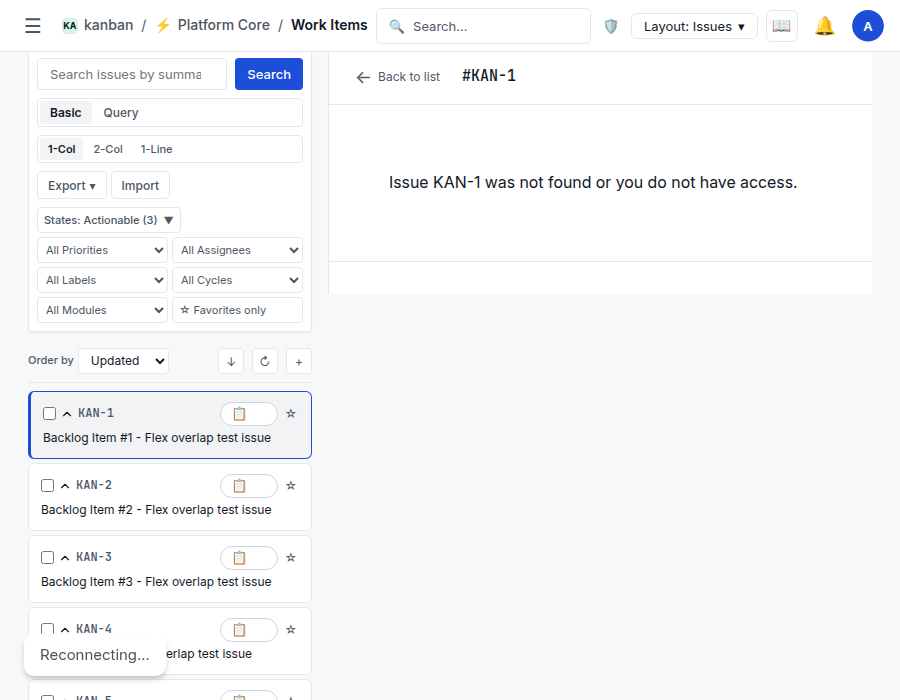 KA kanban / ⚡ Platform Core / Work Items
Search...
Layout: Issues ▾
A
Search issues by summa
Search
Basic Query
1-Col 2-Col 1-Line
Export ▾ Import
States: Actionable (3) ▼
All Priorities All Assignees
All Labels All Cycles
All Modules ☆ Favorites only
Order by Updated ↓ ↻ +
KAN-1
Backlog Item #1 - Flex overlap test issue
KAN-2
Backlog Item #2 - Flex overlap test issue
KAN-3
Backlog Item #3 - Flex overlap test issue
KAN-4
erlap test issue
Reconnecting...
← Back to list #KAN-1
Issue KAN-1 was not found or you do not have access.